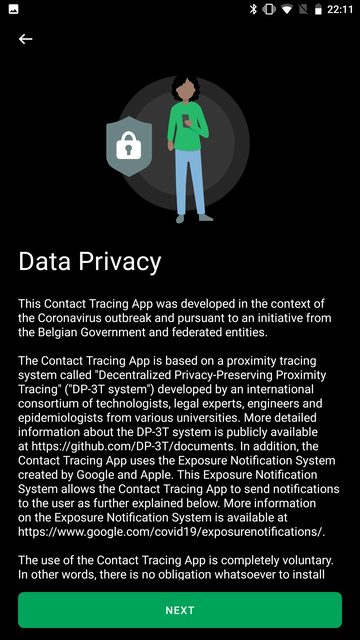 22:11
Data Privacy
This Contact Tracing App was developed in the context of
the Coronavirus outbreak and pursuant to an initiative from
the Belgian Government and federated entities.
The Contact Tracing App is based on a proximity tracing
system called "Decentralized Privacy-Preserving Proximity
Tracing" ("DP-3T system") developed by an international
consortium of technologists, legal experts, engineers and
epidemiologists from various universities. More detailed
information about the DP-3T system is publicly available
at https://github.com/DP-3T/documents. In addition, the
Contact Tracing App uses the Exposure Notification System
created by Google and Apple. This Exposure Notification
System allows the Contact Tracing App to send notifications
to the user as further explained below. More information
on the Exposure Notification System is available at
https://www.google.com/covid19/exposurenotifications/.
The use of the Contact Tracing App is completely voluntary.
In other words, there is no obligation whatsoever to install
NEXT